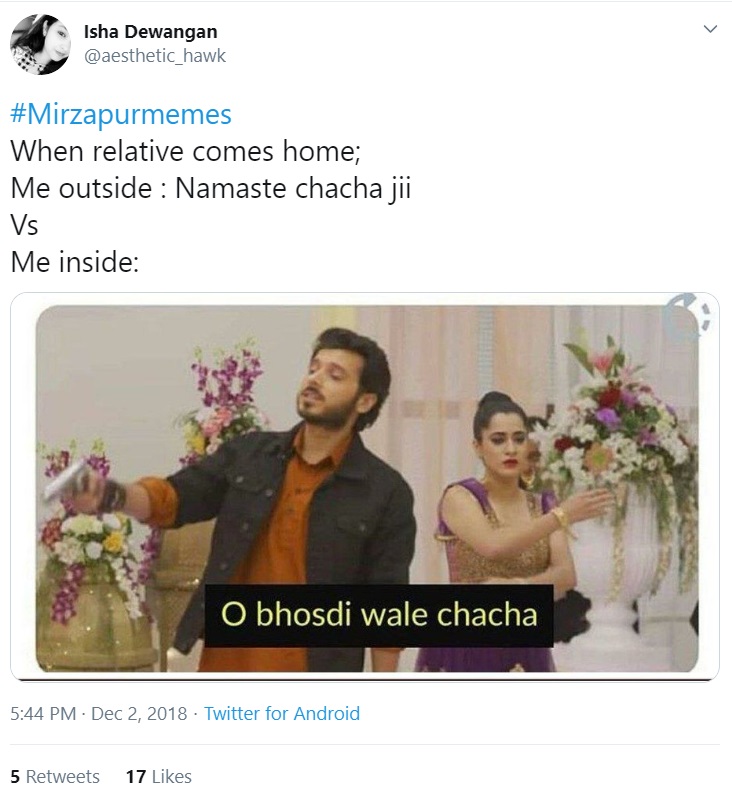 Isha Dewangan
@aesthetic_hawk
#Mirzapurmemes
When relative comes home;
Me outside : Namaste chacha jii
Vs
Me inside:
O bhosdi wale chacha
5:44 PM · Dec 2, 2018 · Twitter for Android
5 Retweets 17 Likes